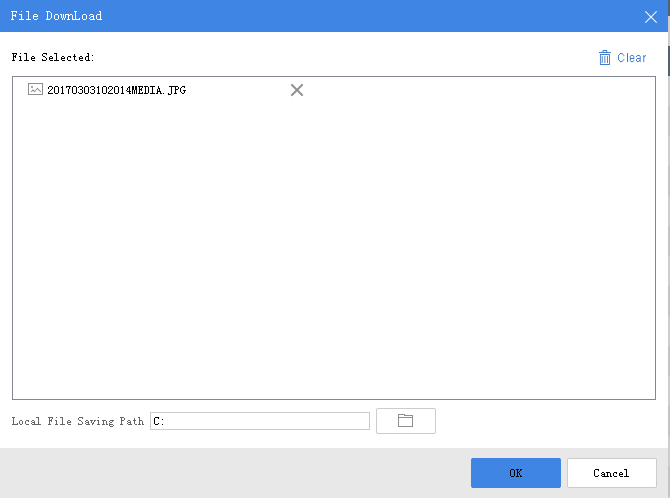 File DownLoad
File Selected:
Clear
20170303102014MEDIA.JPG
Local File Saving Path C:
OK
Cancel